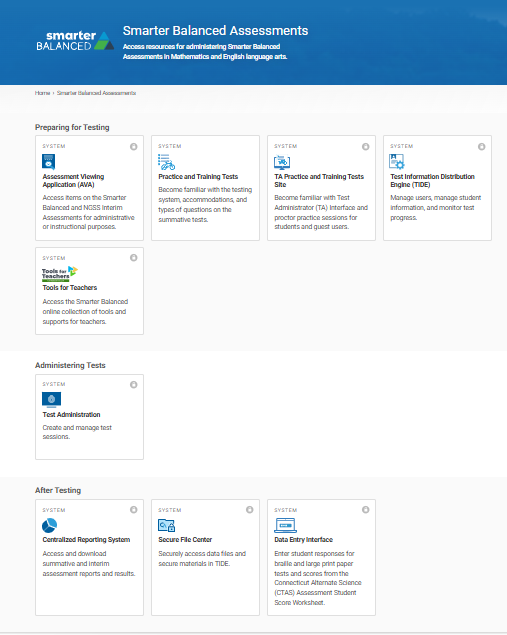 smarter
BALANCED
Smarter Balanced Assessments
Access resources for administering Smarter Balanced
Assessments in Mathematics and English language arts.
Home › Smarter Balanced Assessments
Preparing for Testing
SYSTEM
Assessment Viewing
Application (AVA)
Access items on the Smarter
Balanced and NGSS Interim
Assessments for administrative
or instructional purposes.
SYSTEM
Practice and Training Tests
Become familiar with the testing
system, accommodations, and
types of questions on the
summative tests.
SYSTEM
TA Practice and Training Tests
Site
Become familiar with Test
Administrator (TA) Interface and
proctor practice sessions for
students and guest users.
SYSTEM
Test Information Distribution
Engine (TIDE)
Manage users, manage student
information, and monitor test
progress.
SYSTEM
Tools for
Teachers
Tools for Teachers
Access the Smarter Balanced
online collection of tools and
supports for teachers.
Administering Tests
SYSTEM
Test Administration
Create and manage test
sessions.
After Testing
SYSTEM
Centralized Reporting System
Access and download
summative and interim
assessment reports and results.
SYSTEM
Secure File Center
Securely access data files and
secure materials in TIDE.
SYSTEM
Data Entry Interface
Enter student responses for
braille and large print paper
tests and scores from the
Connecticut Alternate Science
(CTAS) Assessment Student
Score Worksheet.